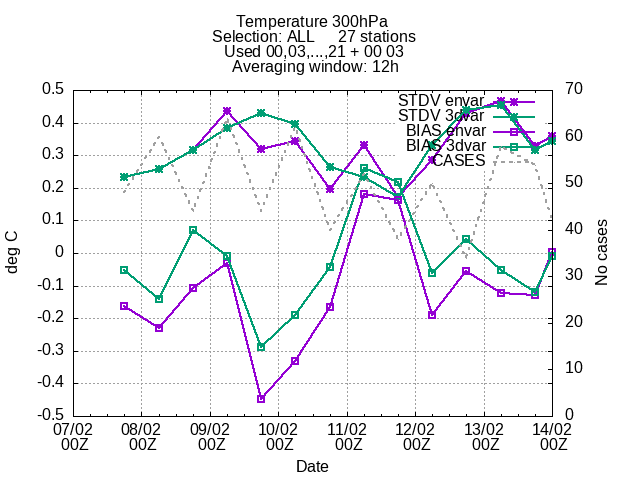 Temperature 300hPa
Selection: ALL 27 stations
Used 00,03,...,21 + 00 03
Averaging window: 12h
STDV envar
STDV 3dvar
BIAS envar
BIAS 3dvar
CASES
deg C
0.5
0.4
0.3
0.2
0.1
0
-0.1
-0.2
-0.3
-0.4
-0.5
70
60
50
40
30
20
10
0
No cases
07/02 08/02 09/02 10/02 11/02 12/02 13/02 14/02
00Z 00Z 00Z 00Z 00Z 00Z 00Z 00Z
Date